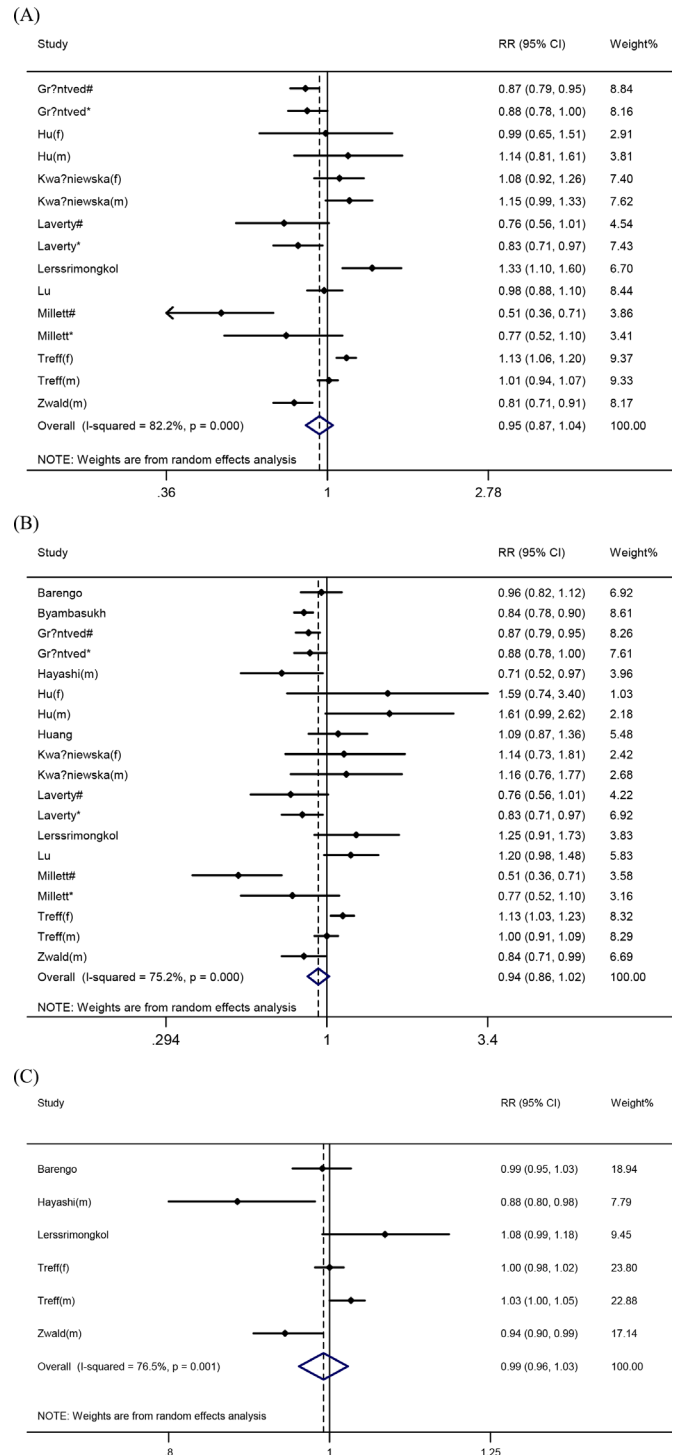 (A)
Study RR (95% CI) Weight%
Gr?ntved# 0.87 (0.79, 0.95) 8.84
Gr?ntved* 0.88 (0.78, 1.00) 8.16
Hu(f) 0.99 (0.65, 1.51) 2.91
Hu(m) 1.14 (0.81, 1.61) 3.81
Kwa?niewska(f) 1.08 (0.92, 1.26) 7.40
Kwa?niewska(m) 1.15 (0.99, 1.33) 7.62
Laverty# 0.76 (0.56, 1.01) 4.54
Laverty* 0.83 (0.71, 0.97) 7.43
Lerssrimongkol 1.33 (1.10, 1.60) 6.70
Lu 0.98 (0.88, 1.10) 8.44
Millett# 0.51 (0.36, 0.71) 3.86
Millett* 0.77 (0.52, 1.10) 3.41
Treff(f) 1.13 (1.06, 1.20) 9.37
Treff(m) 1.01 (0.94, 1.07) 9.33
Zwald(m) 0.81 (0.71, 0.91) 8.17
Overall (I-squared = 82.2%, p = 0.000) 0.95 (0.87, 1.04) 100.00
NOTE: Weights are from random effects analysis
.36 1 2.78
(B)
Study RR (95% CI) Weight%
Barengo 0.96 (0.82, 1.12) 6.92
Byambasukh 0.84 (0.78, 0.90) 8.61
Gr?ntved# 0.87 (0.79, 0.95) 8.26
Gr?ntved* 0.88 (0.78, 1.00) 7.61
Hayashi(m) 0.71 (0.52, 0.97) 3.96
Hu(f) 1.59 (0.74, 3.40) 1.03
Hu(m) 1.61 (0.99, 2.62) 2.18
Huang 1.09 (0.87, 1.36) 5.48
Kwa?niewska(f) 1.14 (0.73, 1.81) 2.42
Kwa?niewska(m) 1.16 (0.76, 1.77) 2.68
Laverty# 0.76 (0.56, 1.01) 4.22
Laverty* 0.83 (0.71, 0.97) 6.92
Lerssrimongkol 1.25 (0.91, 1.73) 3.83
Lu 1.20 (0.98, 1.48) 5.83
Millett# 0.51 (0.36, 0.71) 3.58
Millett* 0.77 (0.52, 1.10) 3.16
Treff(f) 1.13 (1.03, 1.23) 8.32
Treff(m) 1.00 (0.91, 1.09) 8.29
Zwald(m) 0.84 (0.71, 0.99) 6.69
Overall (I-squared = 75.2%, p = 0.000) 0.94 (0.86, 1.02) 100.00
NOTE: Weights are from random effects analysis
.294 1 3.4
(C)
Study RR (95% CI) Weight%
Barengo 0.99 (0.95, 1.03) 18.94
Hayashi(m) 0.88 (0.80, 0.98) 7.79
Lerssrimongkol 1.08 (0.99, 1.18) 9.45
Treff(f) 1.00 (0.98, 1.02) 23.80
Treff(m) 1.03 (1.00, 1.05) 22.88
Zwald(m) 0.94 (0.90, 0.99) 17.14
Overall (I-squared = 76.5%, p = 0.001) 0.99 (0.96, 1.03) 100.00
NOTE: Weights are from random effects analysis
.8 1 1.25